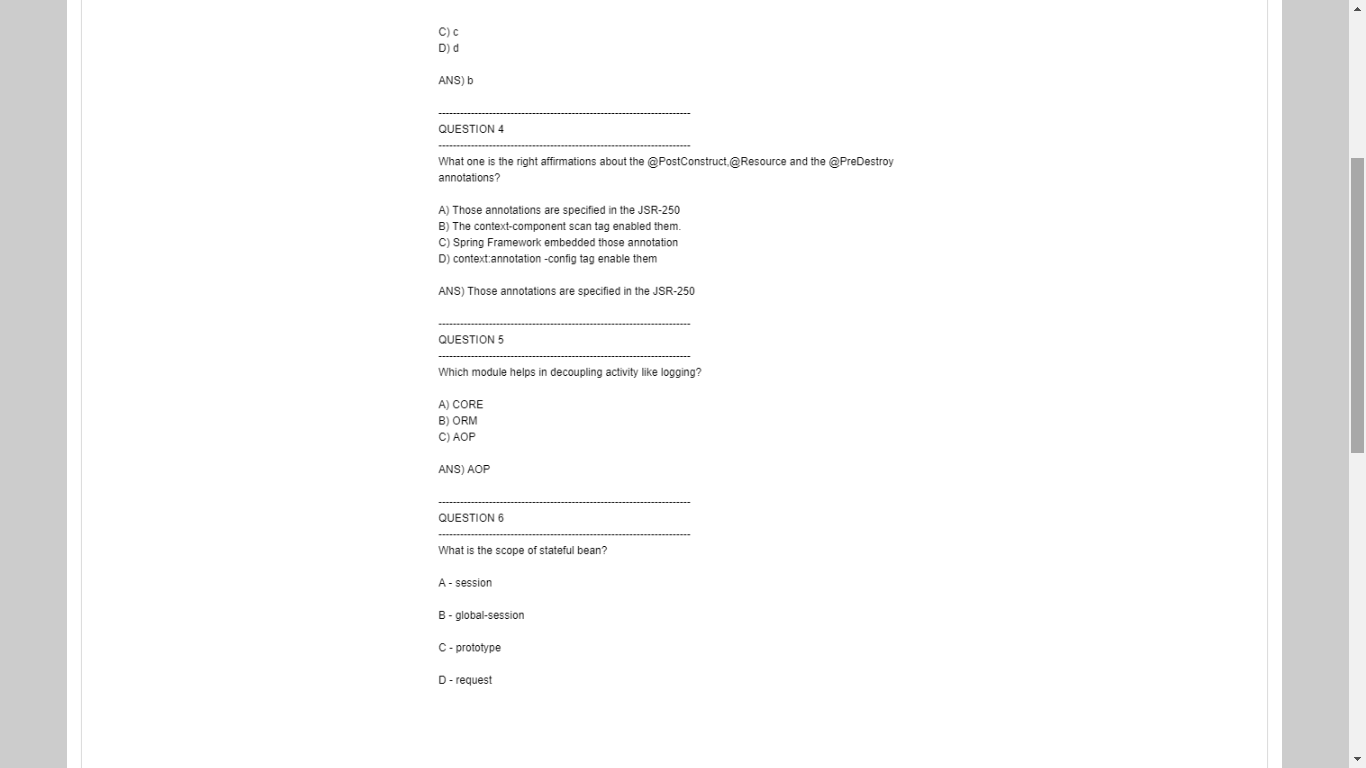 C) c
D) d
ANS) b
----------------------------------------------------------------------
QUESTION 4
----------------------------------------------------------------------
What one is the right affirmations about the @PostConstruct,@Resource and the @PreDestroy
annotations?
A) Those annotations are specified in the JSR-250
B) The context-component scan tag enabled them.
C) Spring Framework embedded those annotation
D) context:annotation -config tag enable them
ANS) Those annotations are specified in the JSR-250
----------------------------------------------------------------------
QUESTION 5
----------------------------------------------------------------------
Which module helps in decoupling activity like logging?
A) CORE
B) ORM
C) AOP
ANS) AOP
----------------------------------------------------------------------
QUESTION 6
----------------------------------------------------------------------
What is the scope of stateful bean?
A - session
B - global-session
C - prototype
D - request